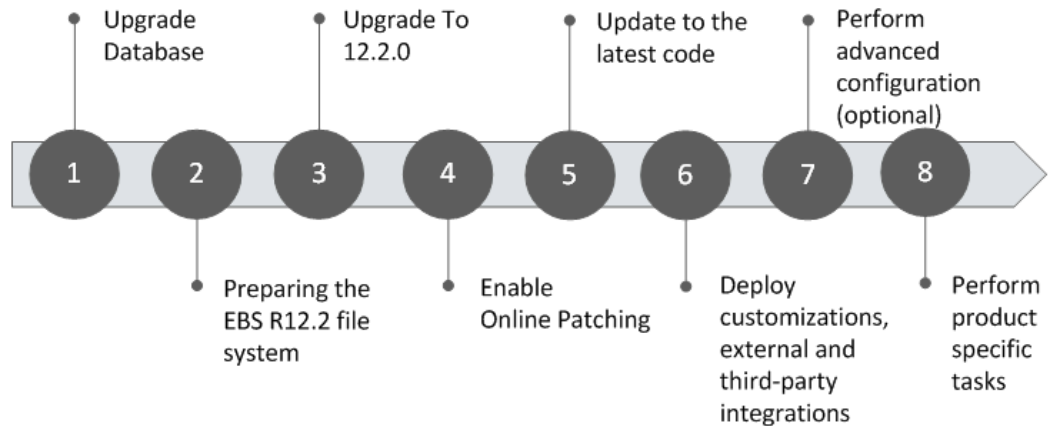 1
Upgrade
Database
2
Preparing the
EBS R12.2 file
system
3
Upgrade To
12.2.0
4
Enable
Online Patching
5
Update to the
latest code
6
Deploy
customizations,
external and
third-party
integrations
7
Perform
advanced
configuration
(optional)
8
Perform
product
specific
tasks